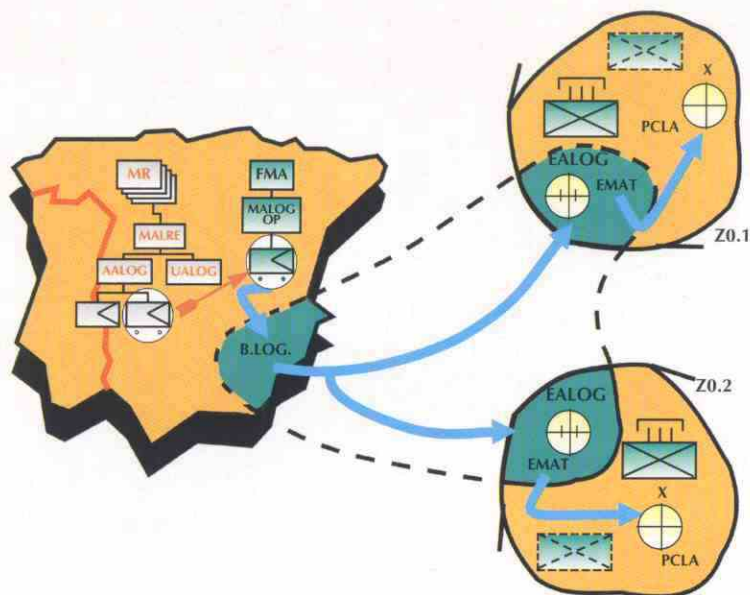 MR
FMA
MALOG
OP
MALRE
AALOG
UALOG
B.LOG.
X
PCLA
EALOG
EMAT
Z0.1
Z0.2
EALOG
EMAT
X
PCLA